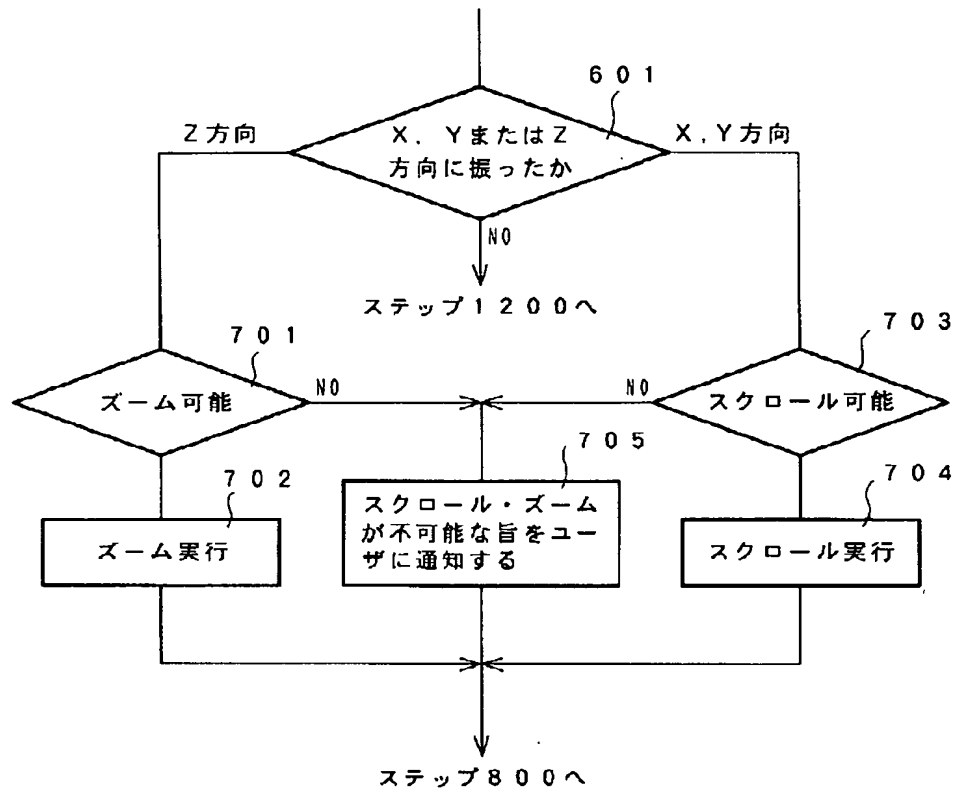 601
Z方向
X，YまたはZ
方向に振ったか
X，Y方向
NO
ステップ1200へ
701
703
ズーム可能
NO
NO
スクロール可能
702
705
704
ズーム実行
スクロール・ズーム
が不可能な旨をユー
ザに通知する
スクロール実行
ステップ800へ